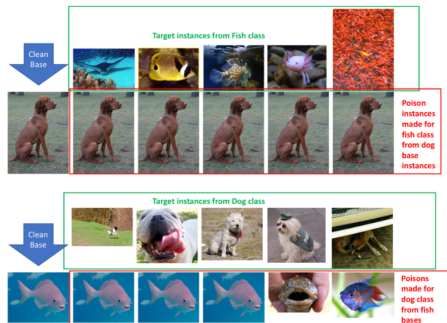 Target instances from Fish class
Clean
Base
Poison
instances
made for
fish class
from dog
base
instances
Target instances from Dog class
Clean
Base
Poisons
made for
dog class
from fish
bases